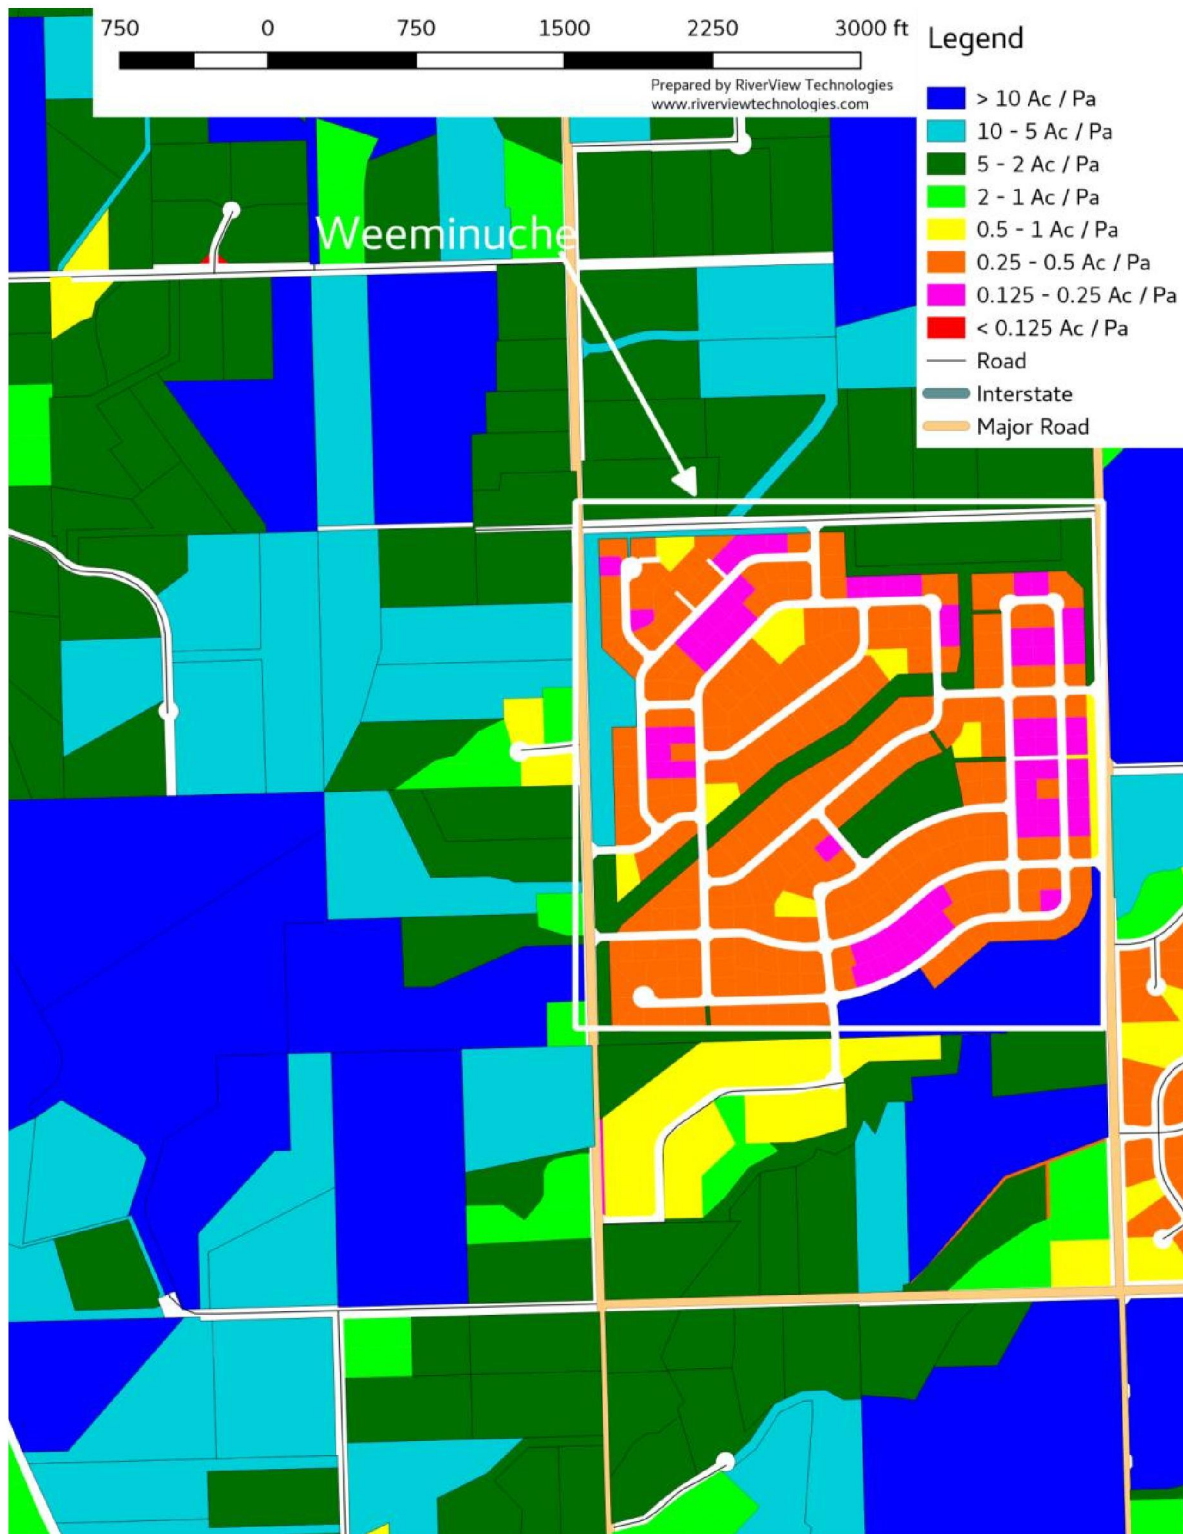 750 0 750 1500 2250 3000 ft
Prepared by RiverView Technologies
www.riverviewtechnologies.com
Legend
> 10 Ac / Pa
10 - 5 Ac / Pa
5 - 2 Ac / Pa
2 - 1 Ac / Pa
0.5 - 1 Ac / Pa
0.25 - 0.5 Ac / Pa
0.125 - 0.25 Ac / Pa
< 0.125 Ac / Pa
Road
Interstate
Major Road
Weeminuche